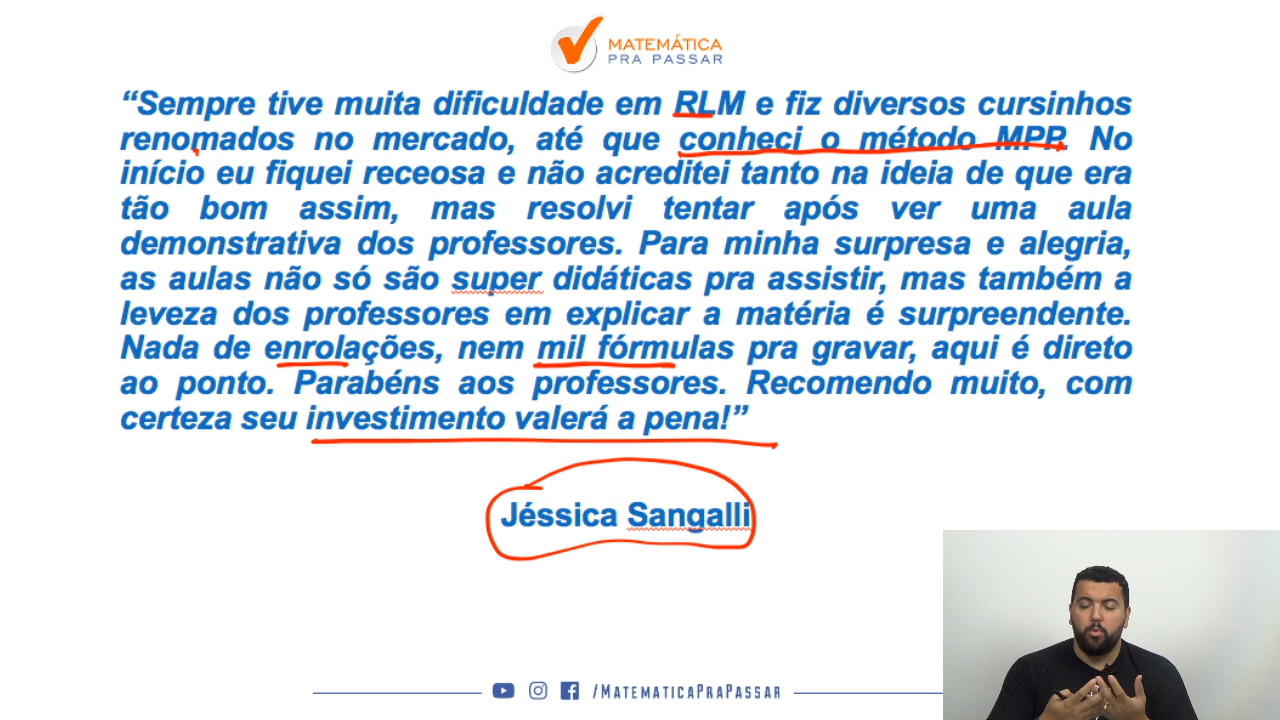 MATEMÁTICA
PRA PASSAR
“Sempre tive muita dificuldade em RLM e fiz diversos cursinhos
renomados no mercado, até que conheci o método MPP. No
início eu fiquei receosa e não acreditei tanto na ideia de que era
tão bom assim, mas resolvi tentar após ver uma aula
demonstrativa dos professores. Para minha surpresa e alegria,
as aulas não só são super didáticas pra assistir, mas também a
leveza dos professores em explicar a matéria é surpreendente.
Nada de enrolações, nem mil fórmulas pra gravar, aqui é direto
ao ponto. Parabéns aos professores. Recomendo muito, com
certeza seu investimento valerá a pena!”
Jéssica Sangalli
/MATEMATICAPRAPASSAR